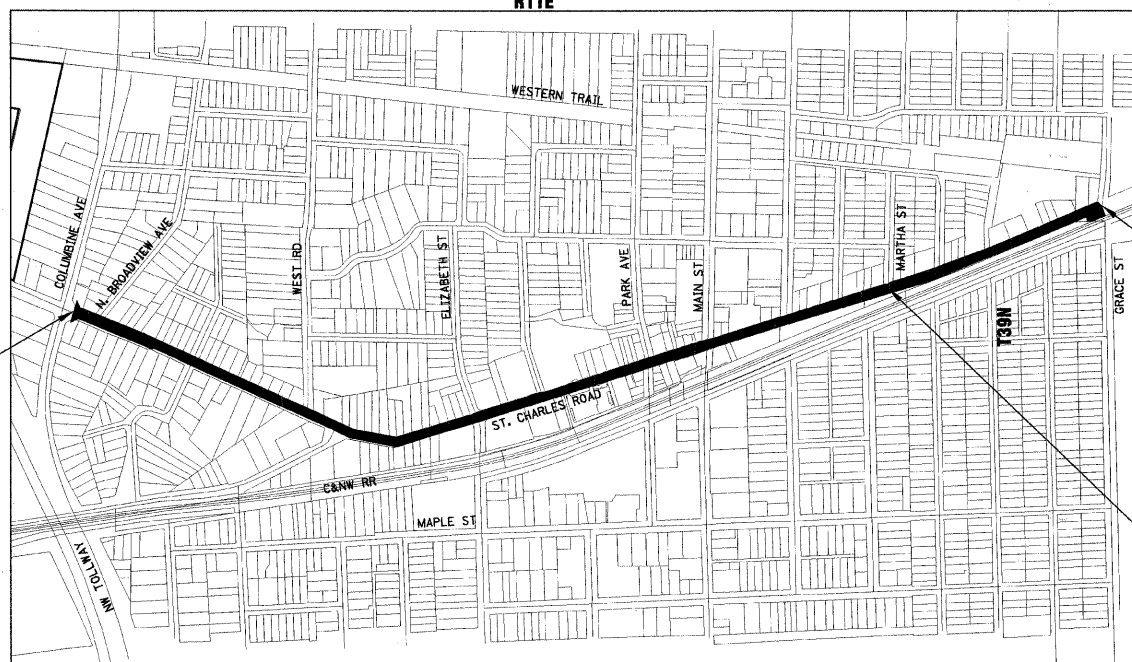 R11E
WESTERN TRAIL
COLUMBINE AVE
N. BROADVIEW AVE
WEST RD
ELIZABETH ST
PARK AVE
MAIN ST
MARTHA ST
GRACE ST
T39N
ST. CHARLES ROAD
C&NW RR
MAPLE ST
NW TOLLWAY